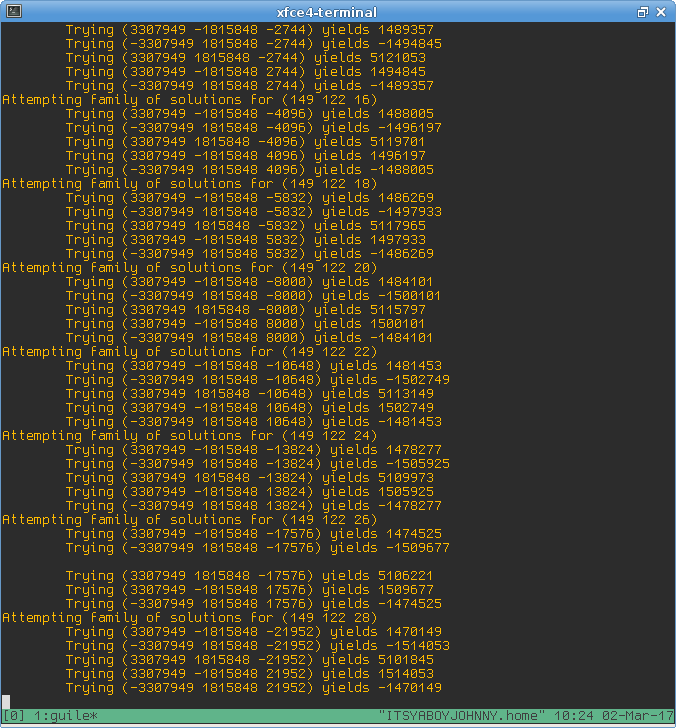 xfce4-terminal
Trying (3307949 -1815848 -2744) yields 1489357
Trying (-3307949 1815848 -2744) yields -1494845
Trying (3307949 1815848 -2744) yields 5121053
Trying (-3307949 1815848 2744) yields 1494845
Trying (-3307949 1815848 2744) yields -1489357
Attempting family of solutions for (149 122 16)
Trying (3307949 -1815848 -4096) yields 1488005
Trying (-3307949 1815848 -4096) yields -1496197
Trying (3307949 1815848 -4096) yields 5119701
Trying (-3307949 1815848 4096) yields 1496197
Trying (-3307949 1815848 4096) yields -1488005
Attempting family of solutions for (149 122 18)
Trying (3307949 -1815848 -5832) yields 1486269
Trying (-3307949 1815848 -5832) yields -1497933
Trying (3307949 1815848 -5832) yields 5117965
Trying (-3307949 1815848 5832) yields 1497933
Trying (-3307949 1815848 5832) yields -1486269
Attempting family of solutions for (149 122 20)
Trying (3307949 -1815848 -8000) yields 1484101
Trying (-3307949 1815848 -8000) yields -1500101
Trying (3307949 1815848 -8000) yields 5115797
Trying (-3307949 1815848 8000) yields 1500101
Trying (-3307949 1815848 8000) yields -1484101
Attempting family of solutions for (149 122 22)
Trying (3307949 -1815848 -10648) yields 1481453
Trying (-3307949 1815848 -10648) yields -1502749
Trying (3307949 1815848 -10648) yields 5113149
Trying (-3307949 1815848 10648) yields 1502749
Trying (-3307949 1815848 10648) yields -1481453
Attempting family of solutions for (149 122 24)
Trying (3307949 -1815848 -13824) yields 1478277
Trying (-3307949 1815848 -13824) yields -1505925
Trying (3307949 1815848 -13824) yields 5109973
Trying (-3307949 1815848 13824) yields 1505925
Trying (-3307949 1815848 13824) yields -1478277
Attempting family of solutions for (149 122 26)
Trying (3307949 -1815848 -17576) yields 1474525
Trying (-3307949 1815848 -17576) yields -1509677
Trying (3307949 1815848 -17576) yields 5106221
Trying (-3307949 1815848 17576) yields 1509677
Trying (-3307949 1815848 17576) yields -1474525
Attempting family of solutions for (149 122 28)
Trying (3307949 -1815848 -21952) yields 1470149
Trying (-3307949 1815848 -21952) yields -1514053
Trying (3307949 1815848 -21952) yields 5101845
Trying (-3307949 1815848 21952) yields 1514053
Trying (-3307949 1815848 21952) yields -1470149
[0] 1:guile* "ITSYABOYJOHNNY.home" 10:24 02-Mar-17